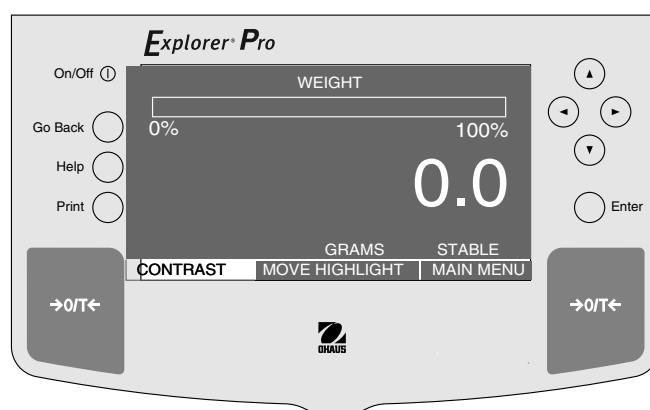 Explorer® Pro
On/Off
WEIGHT
Go Back
0% 100%
Help
0.0
Print
Enter
GRAMS STABLE
CONTRAST MOVE HIGHLIGHT MAIN MENU
→0/T← →0/T←
OHAUS